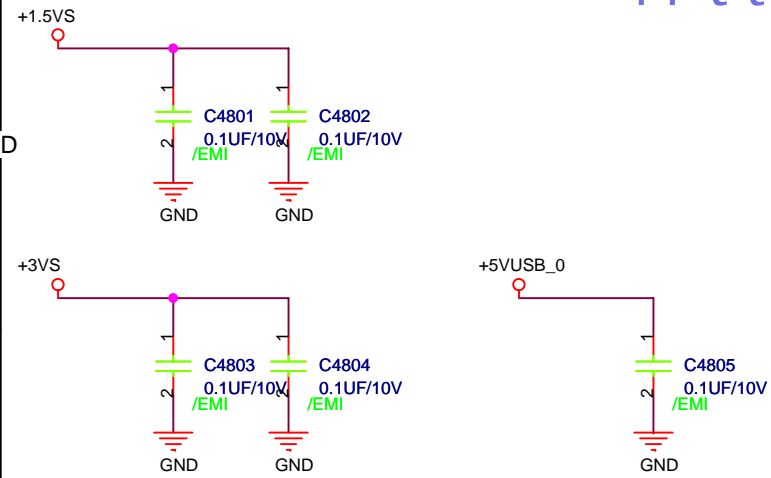 +1.5VS
1
1
C4801
C4802
0.1UF/10V
0.1UF/10V
2
2
/EMI
/EMI
D
GND
GND
+3VS
+5VUSB_0
1
1
1
C4803
C4804
C4805
0.1UF/10V
0.1UF/10V
0.1UF/10V
2
2
2
/EMI
/EMI
/EMI
GND
GND
GND